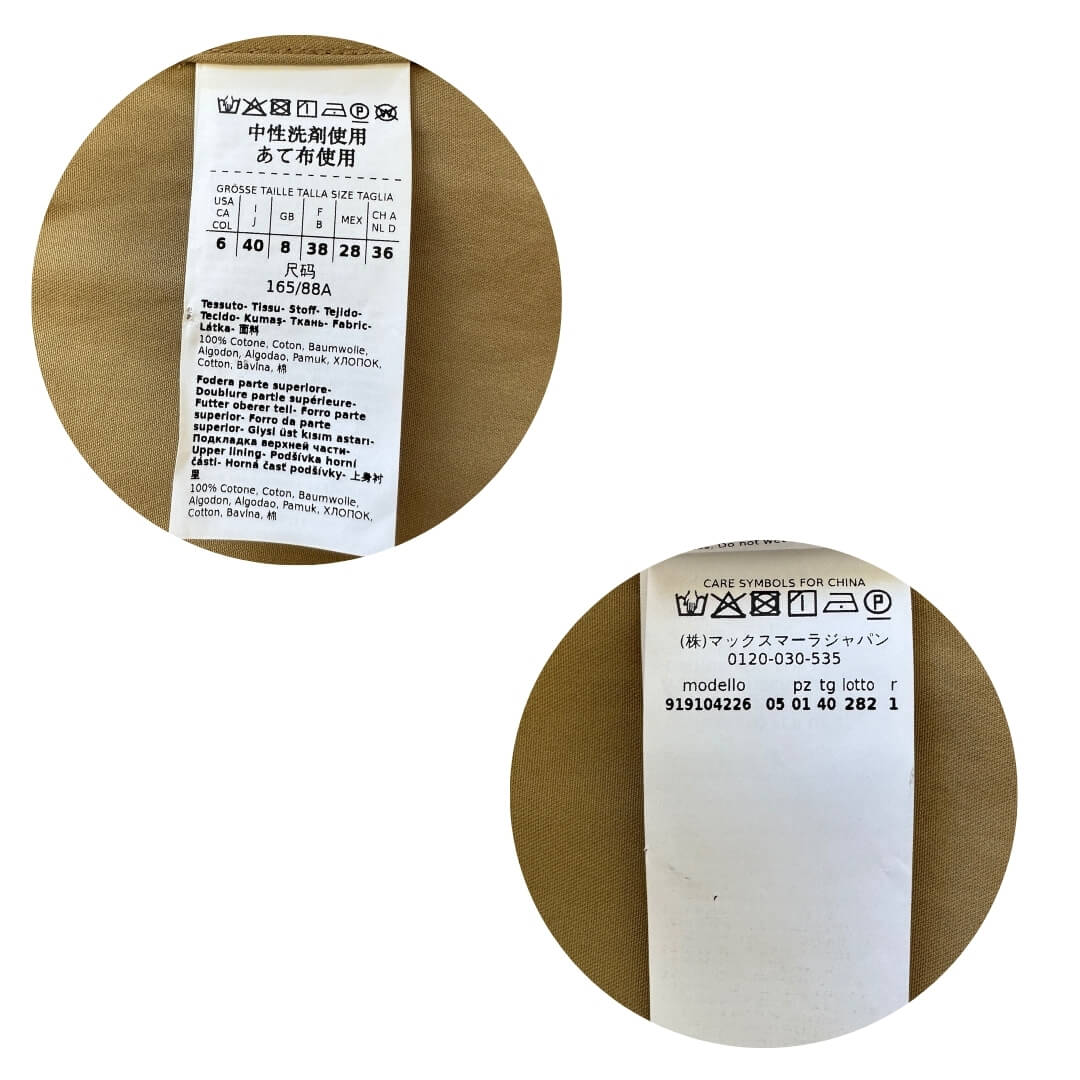 中性洗剤使用
あて布使用
GRÖSSE TAILLE TALLA SIZE TAGLIA
USA CA COL I J GB F B MEX CH A NL D
6 40 8 38 28 36
尺码
165/88A
Tessuto- Tissu- Stoff- Tejido-
Tecido- Kumaş- Ткань- Fabric-
Látka- 面料
100% Cotone, Coton, Baumwolle,
Algodon, Algodao, Pamuk, ХЛОПОК,
Cotton, Bavlna, 棉
Fodera parte superiore-
Doublure partie supérieure-
Futter oberer teil- Forro parte
superior- Forro da parte
superior- Giysi üst kısım astarı-
Подкладка верхней части-
Upper lining- Podšívka horní
části- Horná časť podšívky- 上身衬
里
100% Cotone, Coton, Baumwolle,
Algodon, Algodao, Pamuk, ХЛОПОК,
Cotton, Bavlna, 棉
Do not
CARE SYMBOLS FOR CHINA
(株)マックスマーラジャパン
0120-030-535
modello pz tg lotto r
919104226 05 01 40 282 1